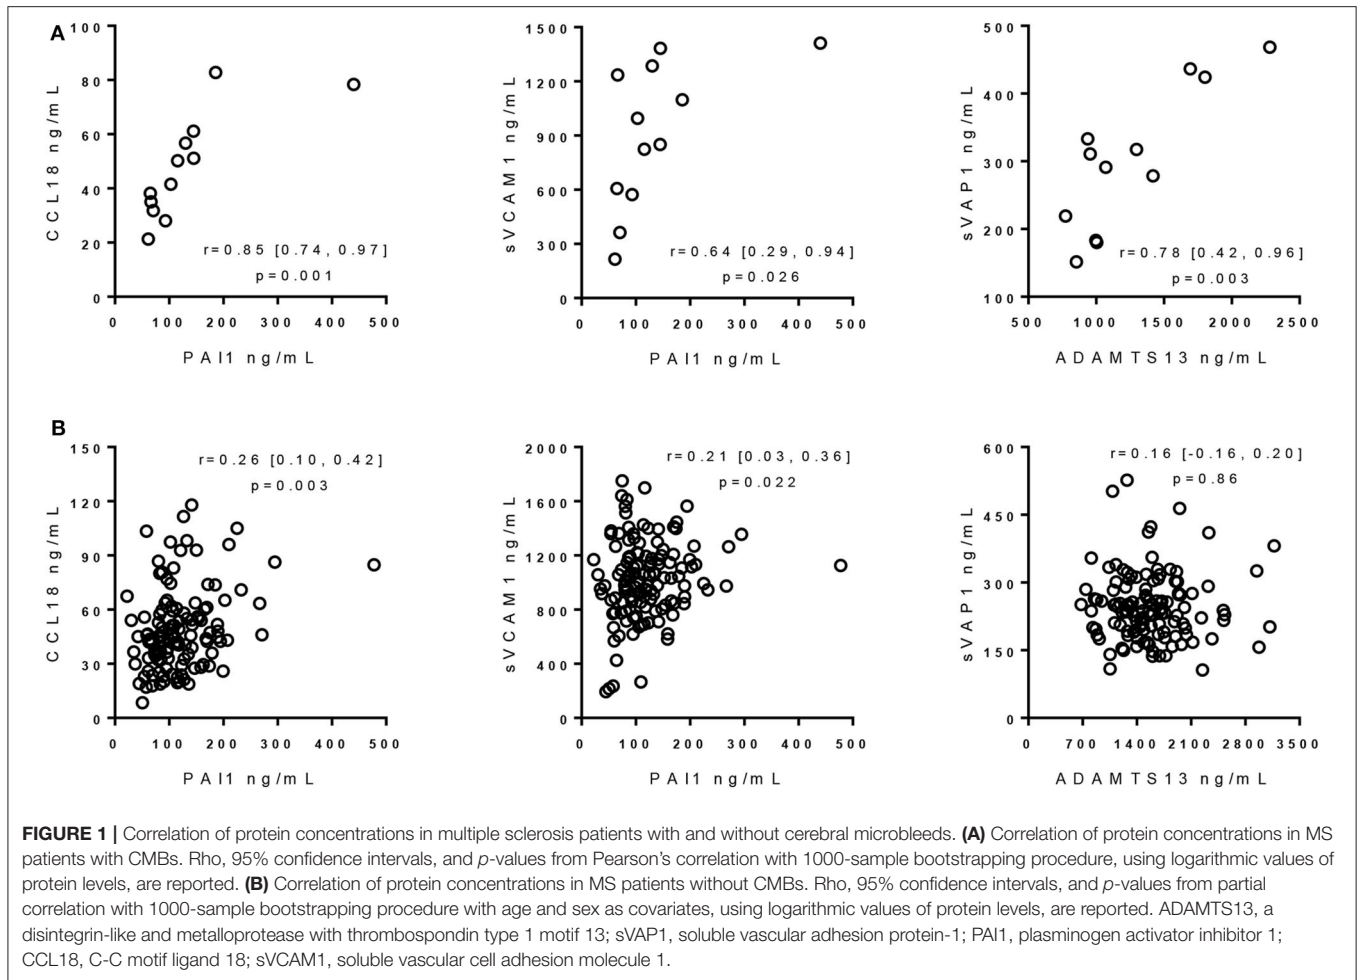 A
100
80
60
40
20
0
CCL18 ng/mL
r=0.85 [0.74, 0.97]
p=0.001
0 100 200 300 400 500
PAI1 ng/mL
1500
1200
900
600
300
0
sVCAM1 ng/mL
r=0.64 [0.29, 0.94]
p=0.026
0 100 200 300 400 500
PAI1 ng/mL
500
400
300
200
100
sVAP1 ng/mL
r=0.78 [0.42, 0.96]
p=0.003
500 1000 1500 2000 2500
ADAMTS13 ng/mL
B
150
120
90
60
30
0
CCL18 ng/mL
r=0.26 [0.10, 0.42]
p=0.003
0 100 200 300 400 500
PAI1 ng/mL
2000
1600
1200
800
400
0
sVCAM1 ng/mL
r=0.21 [0.03, 0.36]
p=0.022
0 100 200 300 400 500
PAI1 ng/mL
600
450
300
150
0
sVAP1 ng/mL
r=0.16 [-0.16, 0.20]
p=0.86
0 700 1400 2100 2800 3500
ADAMTS13 ng/mL
FIGURE 1 | Correlation of protein concentrations in multiple sclerosis patients with and without cerebral microbleeds. (A) Correlation of protein concentrations in MS
patients with CMBs. Rho, 95% confidence intervals, and p-values from Pearson's correlation with 1000-sample bootstrapping procedure, using logarithmic values of
protein levels, are reported. (B) Correlation of protein concentrations in MS patients without CMBs. Rho, 95% confidence intervals, and p-values from partial
correlation with 1000-sample bootstrapping procedure with age and sex as covariates, using logarithmic values of protein levels, are reported. ADAMTS13, a
disintegrin-like and metalloprotease with thrombospondin type 1 motif 13; sVAP1, soluble vascular adhesion protein-1; PAI1, plasminogen activator inhibitor 1;
CCL18, C-C motif ligand 18; sVCAM1, soluble vascular cell adhesion molecule 1.